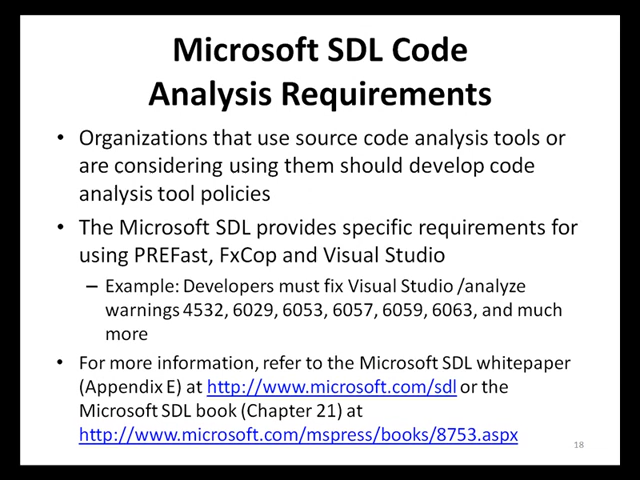 Microsoft SDL Code
Analysis Requirements
• Organizations that use source code analysis tools or
are considering using them should develop code
analysis tool policies
• The Microsoft SDL provides specific requirements for
using PREFast, FxCop and Visual Studio
– Example: Developers must fix Visual Studio /analyze
warnings 4532, 6029, 6053, 6057, 6059, 6063, and much
more
• For more information, refer to the Microsoft SDL whitepaper
(Appendix E) at http://www.microsoft.com/sdl or the
Microsoft SDL book (Chapter 21) at
http://www.microsoft.com/mspress/books/8753.aspx
18